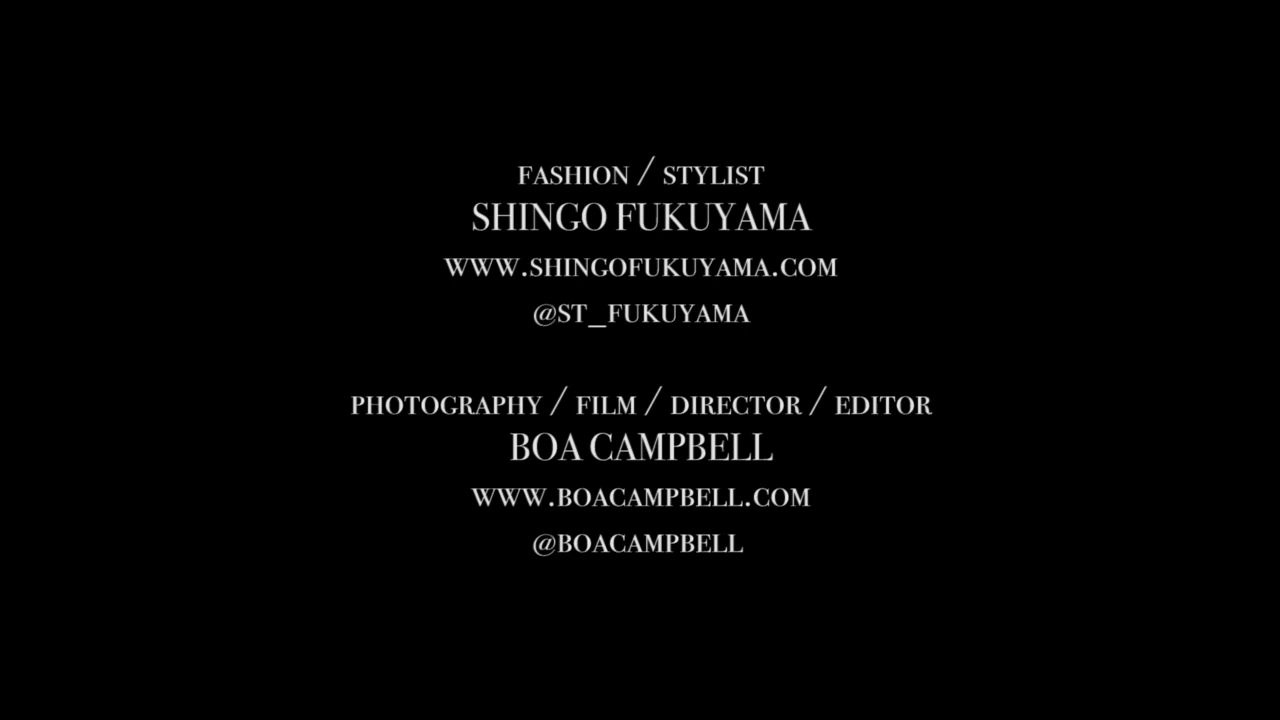 FASHION / STYLIST
SHINGO FUKUYAMA
WWW.SHINGOFUKUYAMA.COM
@ST_FUKUYAMA
PHOTOGRAPHY / FILM / DIRECTOR / EDITOR
BOA CAMPBELL
WWW.BOACAMPBELL.COM
@BOACAMPBELL